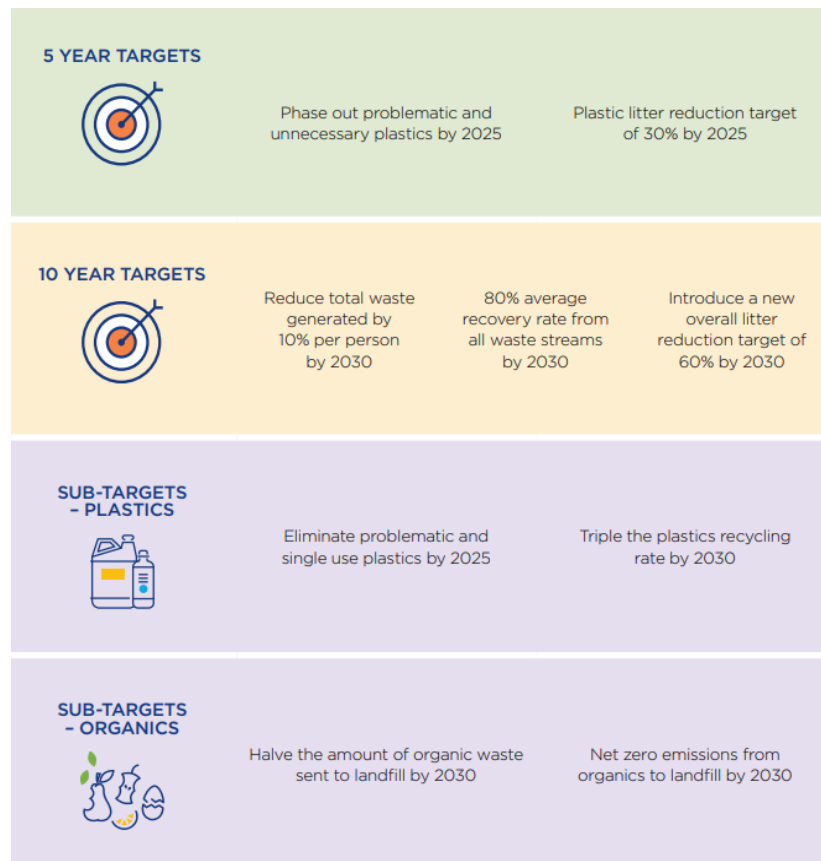 5 YEAR TARGETS
Phase out problematic and
unnecessary plastics by 2025
Plastic litter reduction target
of 30% by 2025
10 YEAR TARGETS
Reduce total waste
generated by
10% per person
by 2030
80% average
recovery rate from
all waste streams
by 2030
Introduce a new
overall litter
reduction target of
60% by 2030
SUB-TARGETS
– PLASTICS
Eliminate problematic and
single use plastics by 2025
Triple the plastics recycling
rate by 2030
SUB-TARGETS
– ORGANICS
Halve the amount of organic waste
sent to landfill by 2030
Net zero emissions from
organics to landfill by 2030